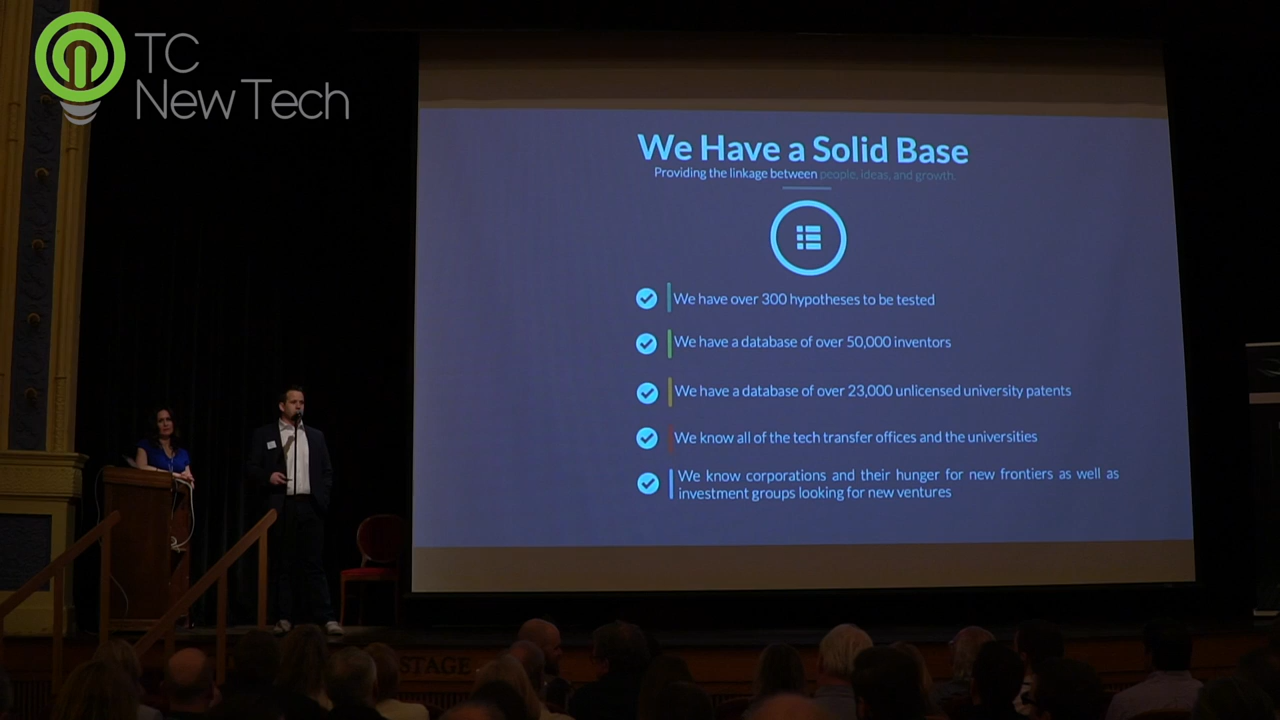 TC
New Tech
We Have a Solid Base
Providing the linkage between people, ideas, and growth.
We have over 300 hypotheses to be tested
We have a database of over 50,000 inventors
We have a database of over 23,000 unlicensed university patents
We know all of the tech transfer offices and the universities
We know corporations and their hunger for new frontiers as well as
investment groups looking for new ventures
STAGE